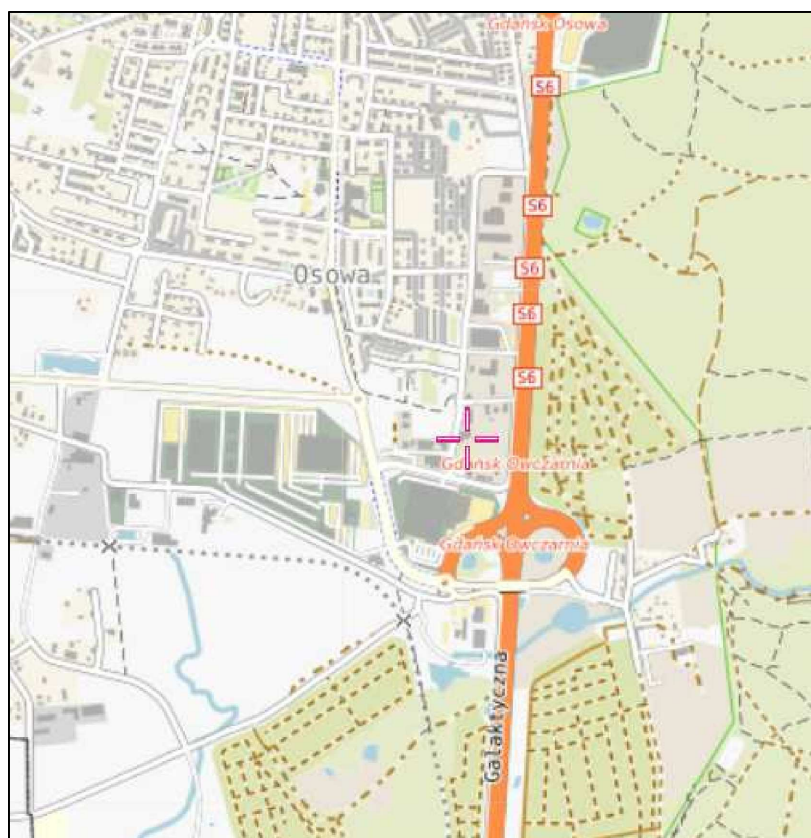 Gdańsk Osowa
S6
S6
Osowa
S6
S6
S6
Gdańsk Owczarnia
Gdańsk Owczarnia
Galaktyczna